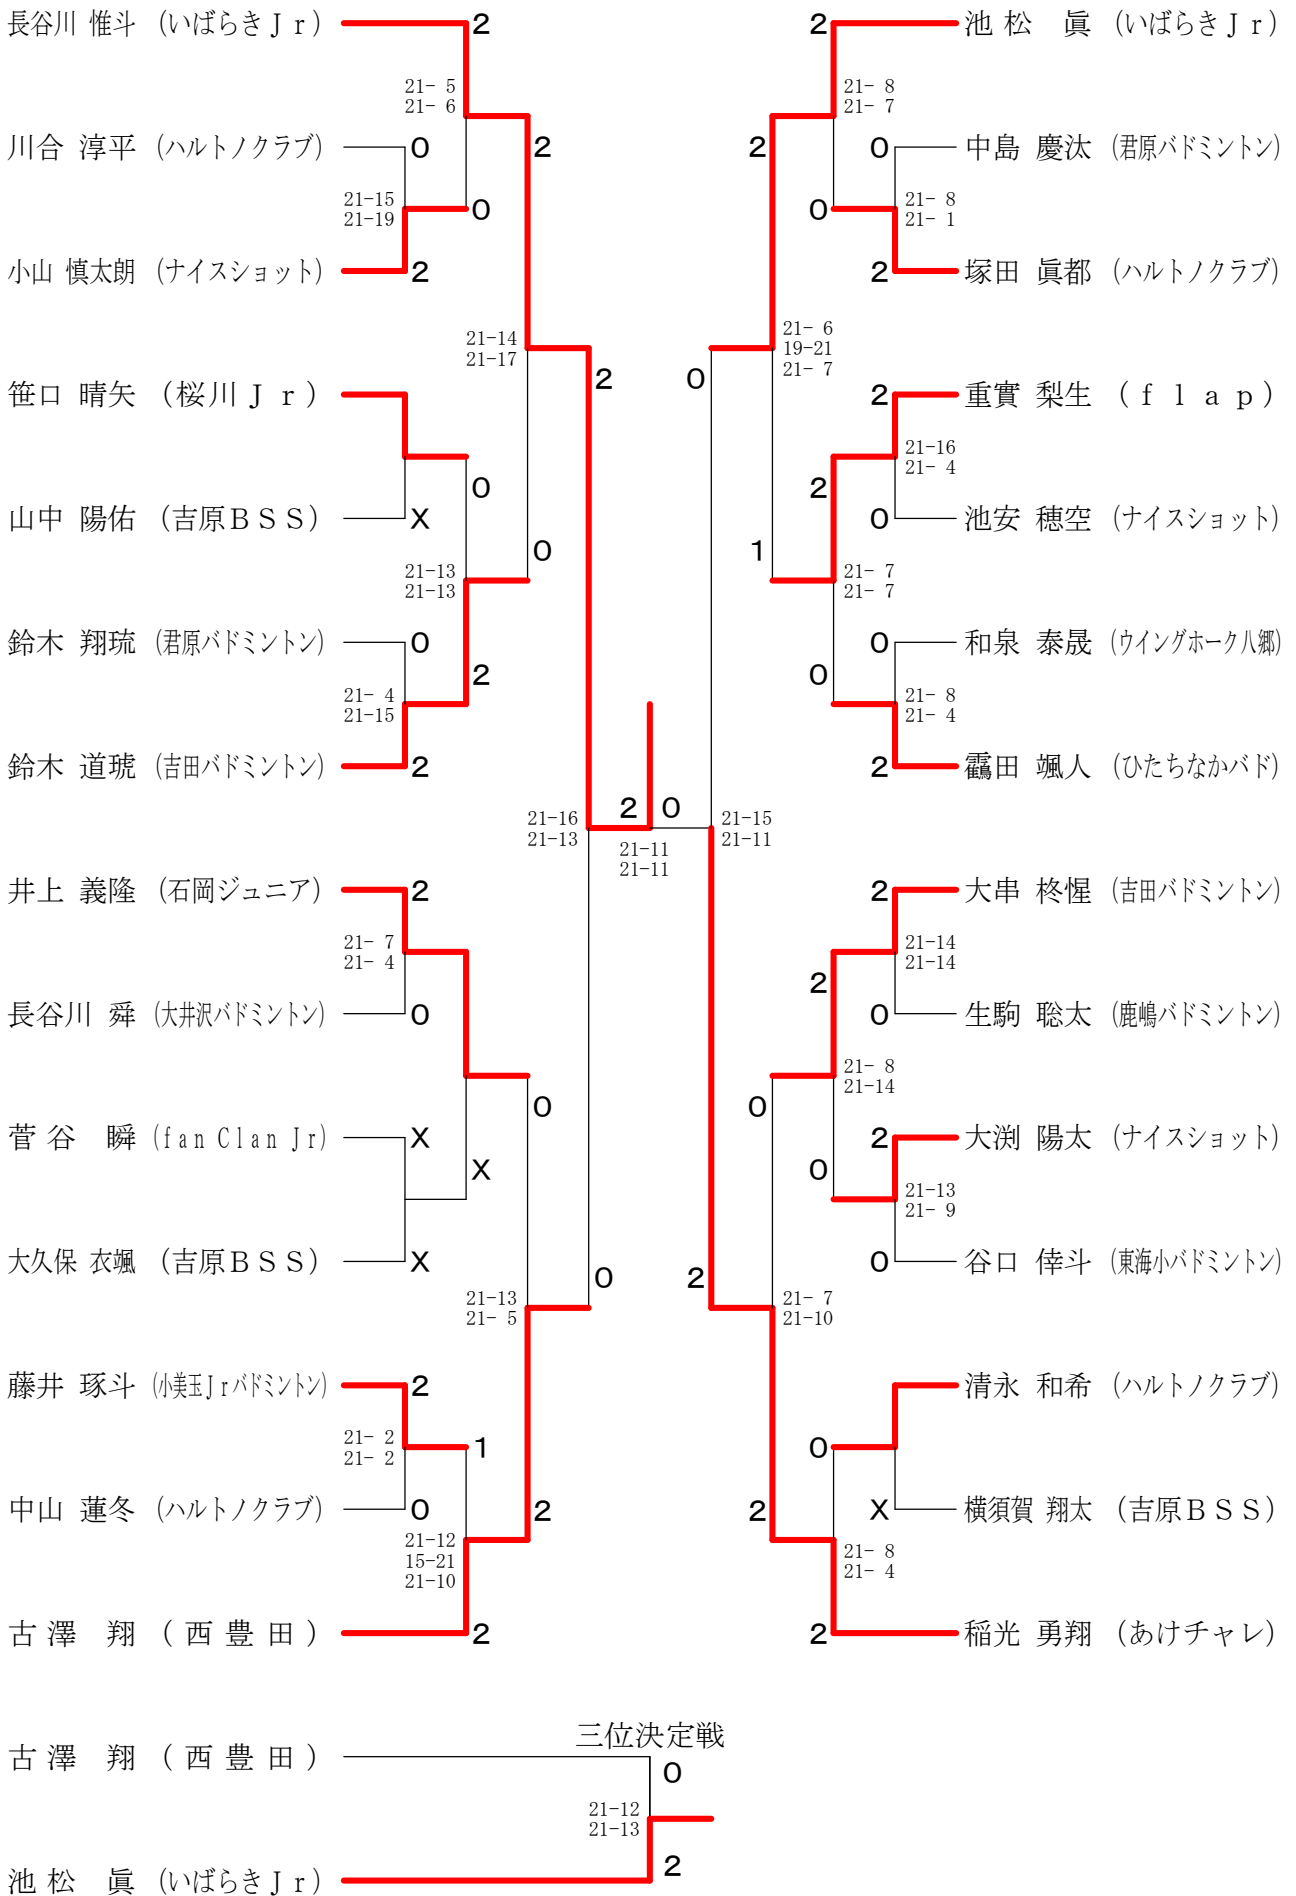 長谷川 惟斗 (いばらきＪｒ) 2
21- 5
21- 6
川合 淳平 (ハルトノクラブ) 0
2
21-15
21-19
0
小山 慎太朗 (ナイスショット) 2
21-14
21-17
笹口 晴矢 (桜川Ｊｒ)
2
0
山中 陽佑 (吉原ＢＳＳ) X
0
21-13
21-13
鈴木 翔琉 (君原バドミントン) 0
2
21- 4
21-15
鈴木 道琥 (吉田バドミントン) 2
21-16
21-13
井上 義隆 (石岡ジュニア) 2
21- 7
21- 4
長谷川 舜 (大井沢バドミントン) 0
0
菅谷 瞬 (fan Clan Jr) X
X
大久保 衣颯 (吉原ＢＳＳ) X
0
21-13
21- 5
藤井 琢斗 (小美玉Ｊｒバドミントン) 2
21- 2
21- 2
1
中山 蓮冬 (ハルトノクラブ) 0
2
21-12
15-21
21-10
古澤 翔 (西豊田) 2
2 0
21-11
21-11
2 池松 眞 (いばらきＪｒ)
21- 8
21- 7
0 中島 慶汰 (君原バドミントン)
2
21- 8
21- 1
0
2 塚田 眞都 (ハルトノクラブ)
21- 6
19-21
21- 7
0
2 重實 梨生 (ｆｌａｐ)
21-16
21- 4
2
0 池安 穂空 (ナイスショット)
1
21- 7
21- 7
0 和泉 泰晟 (ウイングホーク八郷)
0
21- 8
21- 4
2 靍田 颯人 (ひたちなかバド)
21-15
21-11
2 大串 柊惺 (吉田バドミントン)
21-14
21-14
2
0 生駒 聡太 (鹿嶋バドミントン)
21- 8
21-14
0
2 大渕 陽太 (ナイスショット)
0
21-13
21- 9
0 谷口 倖斗 (東海小バドミントン)
2
21- 7
21-10
清永 和希 (ハルトノクラブ)
0
X 横須賀 翔太 (吉原ＢＳＳ)
2
21- 8
21- 4
2 稲光 勇翔 (あけチャレ)
三位決定戦
古澤 翔 (西豊田) 0
21-12
21-13
池松 眞 (いばらきＪｒ) 2